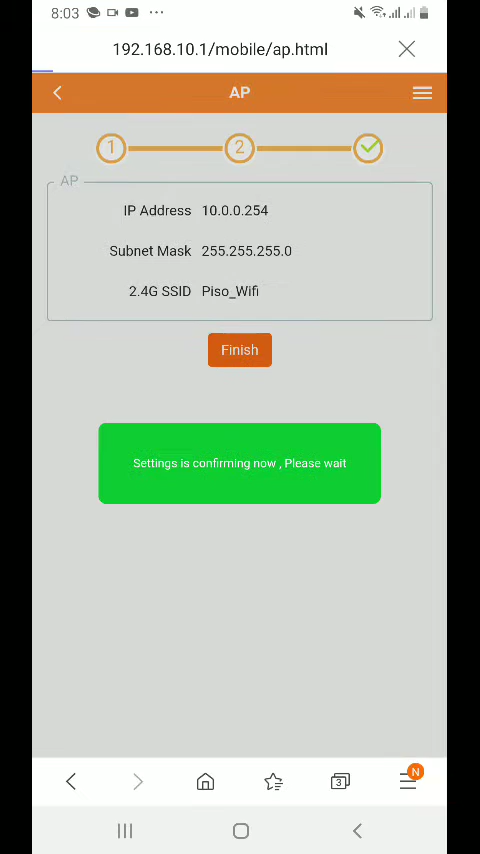 8:03
192.168.10.1/mobile/ap.html
AP
1 2
AP
IP Address 10.0.0.254
Subnet Mask 255.255.255.0
2.4G SSID Piso_Wifi
Finish
Settings is confirming now , Please wait
3
N